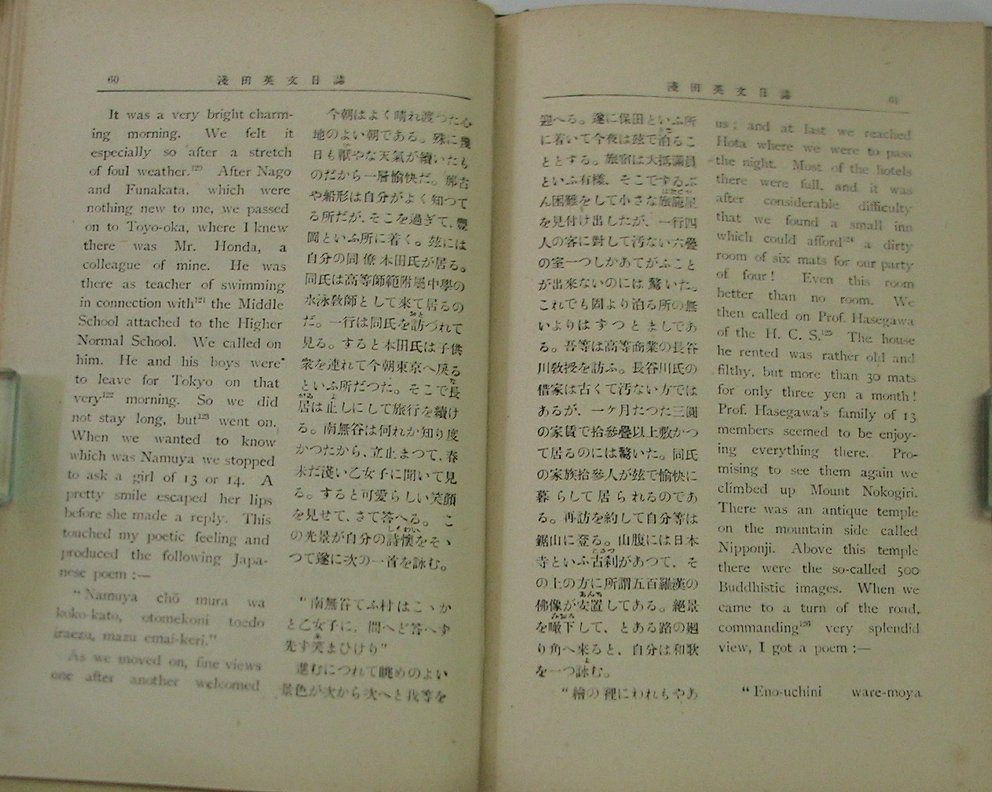 60
淺田英文日誌
It was a very bright charm-
ing morning. We felt it
especially so after a stretch
of foul weather.¹²⁰ After Nago
and Funakata, which were
nothing new to me, we passed
on to Toyo-oka, where I knew
there was Mr. Honda, a
colleague of mine. He was
there as teacher of swimming
in connection with¹²¹ the Middle
School attached to the Higher
Normal School. We called on
him. He and his boys were
to leave for Tokyo on that
very¹²² morning. So we did
not stay long, but¹²³ went on.
When we wanted to know
which was Namuya we stopped
to ask a girl of 13 or 14. A
pretty smile escaped her lips
before she made a reply. This
touched my poetic feeling and
produced the following Japa-
nese poem :—
"Namuya chō mura wa
koko-kato, otomekoni toedo
iraezu, mazu emai-keri."
As we moved on, fine views
one after another welcomed
今朝はよく晴れ渡つた心
地のよい朝である。殊に幾
日も厭やな天氣が續いたも
のだから一層愉快だ。那古
や船形は自分がよく知つて
る所だが、そこを過ぎて、豐
岡といふ所に着く。玆には
自分の同僚本田氏が居る。
同氏は高等師範附屬中學の
水泳敎師として來て居るの
だ。一行は同氏を訪づれて
見る。すると本田氏は子供
衆を連れて今朝東京へ戻る
といふ所だつた。そこで長
居は止しにして旅行を續け
る。南無谷は何れか知り度
かつたから、立止まつて、春
未だ淺い乙女子に聞いて見
る。すると可愛らしい笑顔
を見せて、さて答へる。こ
の光景が自分の詩懷をそゝ
つて遂に次の一首を詠む。
"南無谷てふ村はこゝか
と乙女子に、問へど答へず
先す笑まひけり"
進むにつれて眺めのよい
景色が次から次へと我等を
淺田英文日誌
61
迎へる。遂に保田といふ所
に着いて今夜は玆で泊るこ
ととする。旅宿は大抵滿員
といふ有樣、そこでずゐぶ
ん困難をして小さな旅籠屋
を見付け出したが、一行四
人の客に對して汚ない六疊
の室一つしかあてがふこと
が出來ないのには驚いた。
これでも固より泊る所の無
いよりはずつとましであ
る。吾等は高等商業の長谷
川敎授を訪ふ。長谷川氏の
借家は古くて汚ない方では
あるが、一ケ月たつた三圓
の家賃で拾參疊以上敷かつ
て居るのには驚いた。同氏
の家族拾參人が玆で愉快に
暮らして居られるのであ
る。再訪を約して自分等は
鋸山に登る。山腹には日本
寺といふ古刹があつて、そ
の上の方に所謂五百羅漢の
佛像が安置してある。絶景
を瞰下して、とある路の廻
り角へ來ると、自分は和歌
を一つ詠む。
"繪の裡にわれもやあ
us ; and at last we reached
Hota where we were to pass
the night. Most of the hotels
there were full, and it was
after considerable difficulty
that we found a small inn
which could afford¹²⁴ a dirty
room of six mats for our party
of four! Even this room
better than no room. We
then called on Prof. Hasegawa
of the H. C. S.¹²⁵ The house
he rented was rather old and
filthy, but more than 30 mats
for only three yen a month!
Prof. Hasegawa's family of 13
members seemed to be enjoy-
ing everything there. Pro-
mising to see them again we
climbed up Mount Nokogiri.
There was an antique temple
on the mountain side called
Nipponji. Above this temple
there were the so-called 500
Buddhistic images. When we
came to a turn of the road,
commanding¹²⁶ very splendid
view, I got a poem :—
"Eno-uchini ware-moya